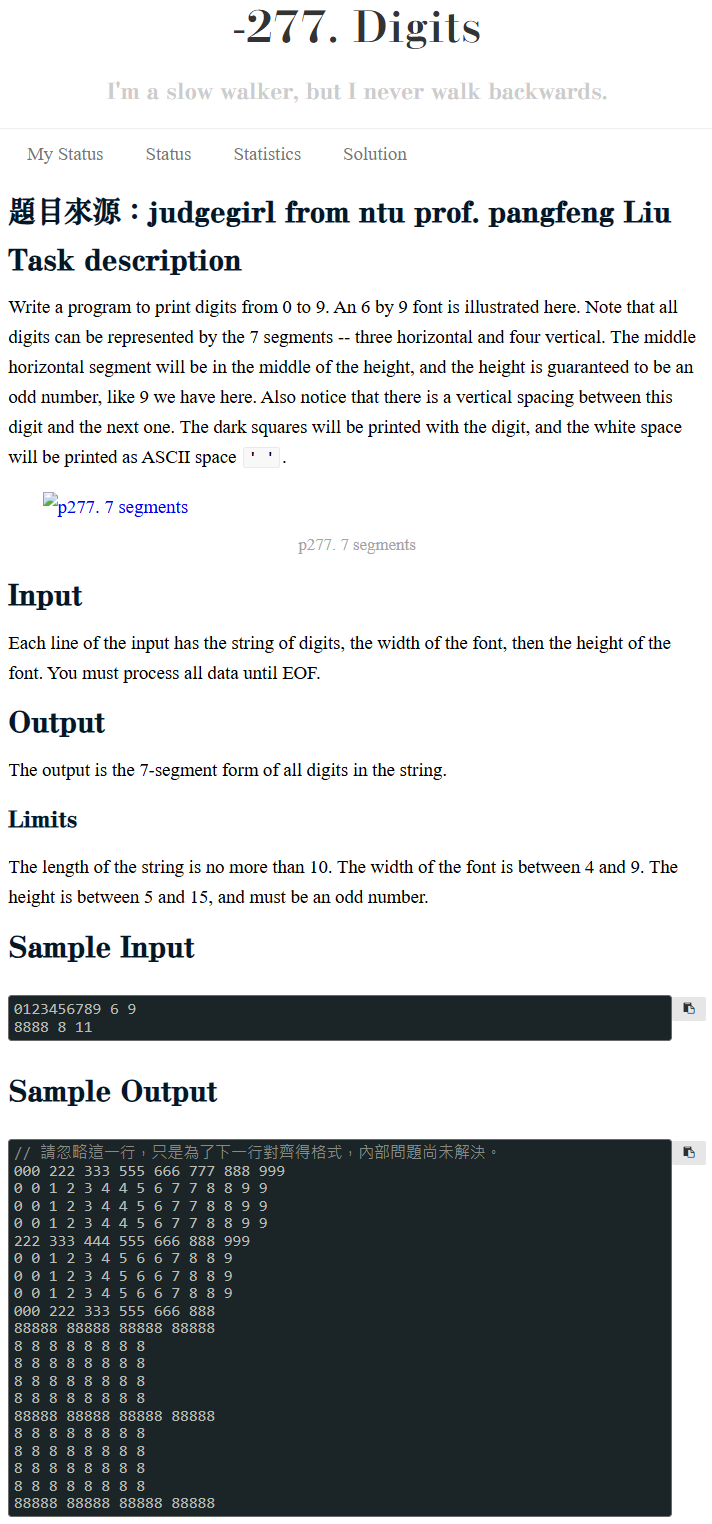 -277. Digits
I'm a slow walker, but I never walk backwards.
My Status Status Statistics Solution
題目來源：judgegirl from ntu prof. pangfeng Liu
Task description
Write a program to print digits from 0 to 9. An 6 by 9 font is illustrated here. Note that all
digits can be represented by the 7 segments -- three horizontal and four vertical. The middle
horizontal segment will be in the middle of the height, and the height is guaranteed to be an
odd number, like 9 we have here. Also notice that there is a vertical spacing between this
digit and the next one. The dark squares will be printed with the digit, and the white space
will be printed as ASCII space ' '.
p277. 7 segments
p277. 7 segments
Input
Each line of the input has the string of digits, the width of the font, then the height of the
font. You must process all data until EOF.
Output
The output is the 7-segment form of all digits in the string.
Limits
The length of the string is no more than 10. The width of the font is between 4 and 9. The
height is between 5 and 15, and must be an odd number.
Sample Input
0123456789 6 9
8888 8 11
Sample Output
// 請忽略這一行，只是為了下一行對齊得格式，內部問題尚未解決。
000 222 333 555 666 777 888 999
0 0 1 2 3 4 4 5 6 7 7 8 8 9 9
0 0 1 2 3 4 4 5 6 7 7 8 8 9 9
0 0 1 2 3 4 4 5 6 7 7 8 8 9 9
222 333 444 555 666 888 999
0 0 1 2 3 4 5 6 6 7 8 8 9
0 0 1 2 3 4 5 6 6 7 8 8 9
0 0 1 2 3 4 5 6 6 7 8 8 9
000 222 333 555 666 888
88888 88888 88888 88888
8 8 8 8 8 8 8 8
8 8 8 8 8 8 8 8
8 8 8 8 8 8 8 8
8 8 8 8 8 8 8 8
88888 88888 88888 88888
8 8 8 8 8 8 8 8
8 8 8 8 8 8 8 8
8 8 8 8 8 8 8 8
8 8 8 8 8 8 8 8
88888 88888 88888 88888